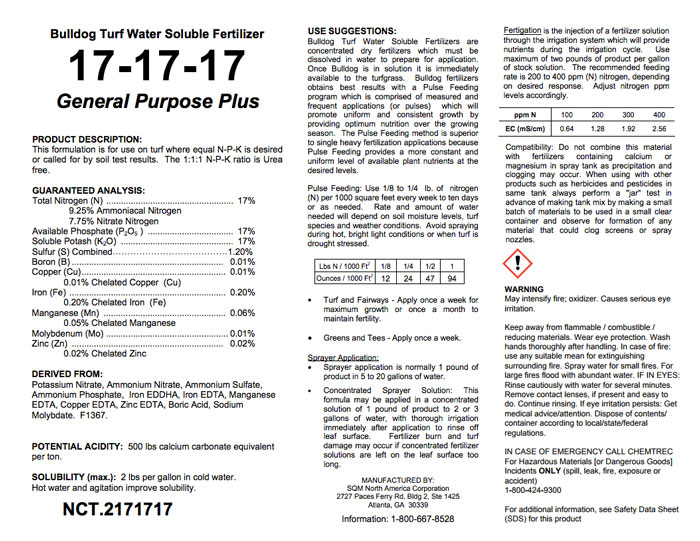 Bulldog Turf Water Soluble Fertilizer
17-17-17
General Purpose Plus
PRODUCT DESCRIPTION:
This formulation is for use on turf where equal N-P-K is desired
or called for by soil test results. The 1:1:1 N-P-K ratio is Urea
free.
GUARANTEED ANALYSIS:
Total Nitrogen (N) .................................................. 17%
9.25% Ammoniacal Nitrogen
7.75% Nitrate Nitrogen
Available Phosphate (P₂O₅ ) ........................... 17%
Soluble Potash (K₂O) ..................................... 17%
Sulfur (S) Combined……………………………….1.20%
Boron (B) ......................................................... 0.01%
Copper (Cu)..................................................... 0.01%
0.01% Chelated Copper (Cu)
Iron (Fe) .......................................................... 0.20%
0.20% Chelated Iron (Fe)
Manganese (Mn) ............................................. 0.06%
0.05% Chelated Manganese
Molybdenum (Mo) ........................................... 0.01%
Zinc (Zn) ......................................................... 0.02%
0.02% Chelated Zinc
DERIVED FROM:
Potassium Nitrate, Ammonium Nitrate, Ammonium Sulfate,
Ammonium Phosphate, Iron EDDHA, Iron EDTA, Manganese
EDTA, Copper EDTA, Zinc EDTA, Boric Acid, Sodium
Molybdate. F1367.
POTENTIAL ACIDITY: 500 lbs calcium carbonate equivalent
per ton.
SOLUBILITY (max.): 2 lbs per gallon in cold water.
Hot water and agitation improve solubility.
NCT.2171717
USE SUGGESTIONS:
Bulldog Turf Water Soluble Fertilizers are
concentrated dry fertilizers which must be
dissolved in water to prepare for application.
Once Bulldog is in solution it is immediately
available to the turfgrass. Bulldog fertilizers
obtain best results with a Pulse Feeding
program which is comprised of measured and
frequent applications (or pulses) which will
promote uniform and consistent growth by
providing optimum nutrition over the growing
season. The Pulse Feeding method is superior
to single heavy fertilization applications because
Pulse Feeding provides a more constant and
uniform level of available plant nutrients at the
desired levels.
Pulse Feeding: Use 1/8 to 1/4 lb. of nitrogen
(N) per 1000 square feet every week to ten days
or as needed. Rate and amount of water
needed will depend on soil moisture levels, turf
species and weather conditions. Avoid spraying
during hot, bright light conditions or when turf is
drought stressed.
Lbs N / 1000 Ft² 1/8 1/4 1/2 1
Ounces / 1000 Ft² 12 24 47 94
• Turf and Fairways - Apply once a week for
maximum growth or once a month to
maintain fertility.
• Greens and Tees - Apply once a week.
Sprayer Application:
• Sprayer application is normally 1 pound of
product in 5 to 20 gallons of water.
• Concentrated Sprayer Solution: This
formula may be applied in a concentrated
solution of 1 pound of product to 2 or 3
gallons of water, with thorough irrigation
immediately after application to rinse off
leaf surface. Fertilizer burn and turf
damage may occur if concentrated fertilizer
solutions are left on the leaf surface too
long.
MANUFACTURED BY:
SQM North America Corporation
2727 Paces Ferry Rd, Bldg 2, Ste 1425
Atlanta, GA 30339
Information: 1-800-667-8528
Fertigation is the injection of a fertilizer solution
through the irrigation system which will provide
nutrients during the irrigation cycle. Use
maximum of two pounds of product per gallon
of stock solution. The recommended feeding
rate is 200 to 400 ppm (N) nitrogen, depending
on desired response. Adjust nitrogen ppm
levels accordingly.
ppm N 100 200 300 400
EC (mS/cm) 0.64 1.28 1.92 2.56
Compatibility: Do not combine this material
with fertilizers containing calcium or
magnesium in spray tank as precipitation and
clogging may occur. When using with other
products such as herbicides and pesticides in
same tank always perform a "jar" test in
advance of making tank mix by making a small
batch of materials to be used in a small clear
container and observe for formation of any
material that could clog screens or spray
nozzles.
!
WARNING
May intensify fire; oxidizer. Causes serious eye
irritation.
Keep away from flammable / combustible /
reducing materials. Wear eye protection. Wash
hands thoroughly after handling. In case of fire:
use any suitable mean for extinguishing
surrounding fire. Spray water for small fires. For
large fires flood with abundant water. IF IN EYES:
Rinse cautiously with water for several minutes.
Remove contact lenses, if present and easy to
do. Continue rinsing. If eye irritation persists: Get
medical advice/attention. Dispose of contents/
container according to local/state/federal
regulations.
IN CASE OF EMERGENCY CALL CHEMTREC
For Hazardous Materials [or Dangerous Goods]
Incidents ONLY (spill, leak, fire, exposure or
accident)
1-800-424-9300
For additional information, see Safety Data Sheet
(SDS) for this product